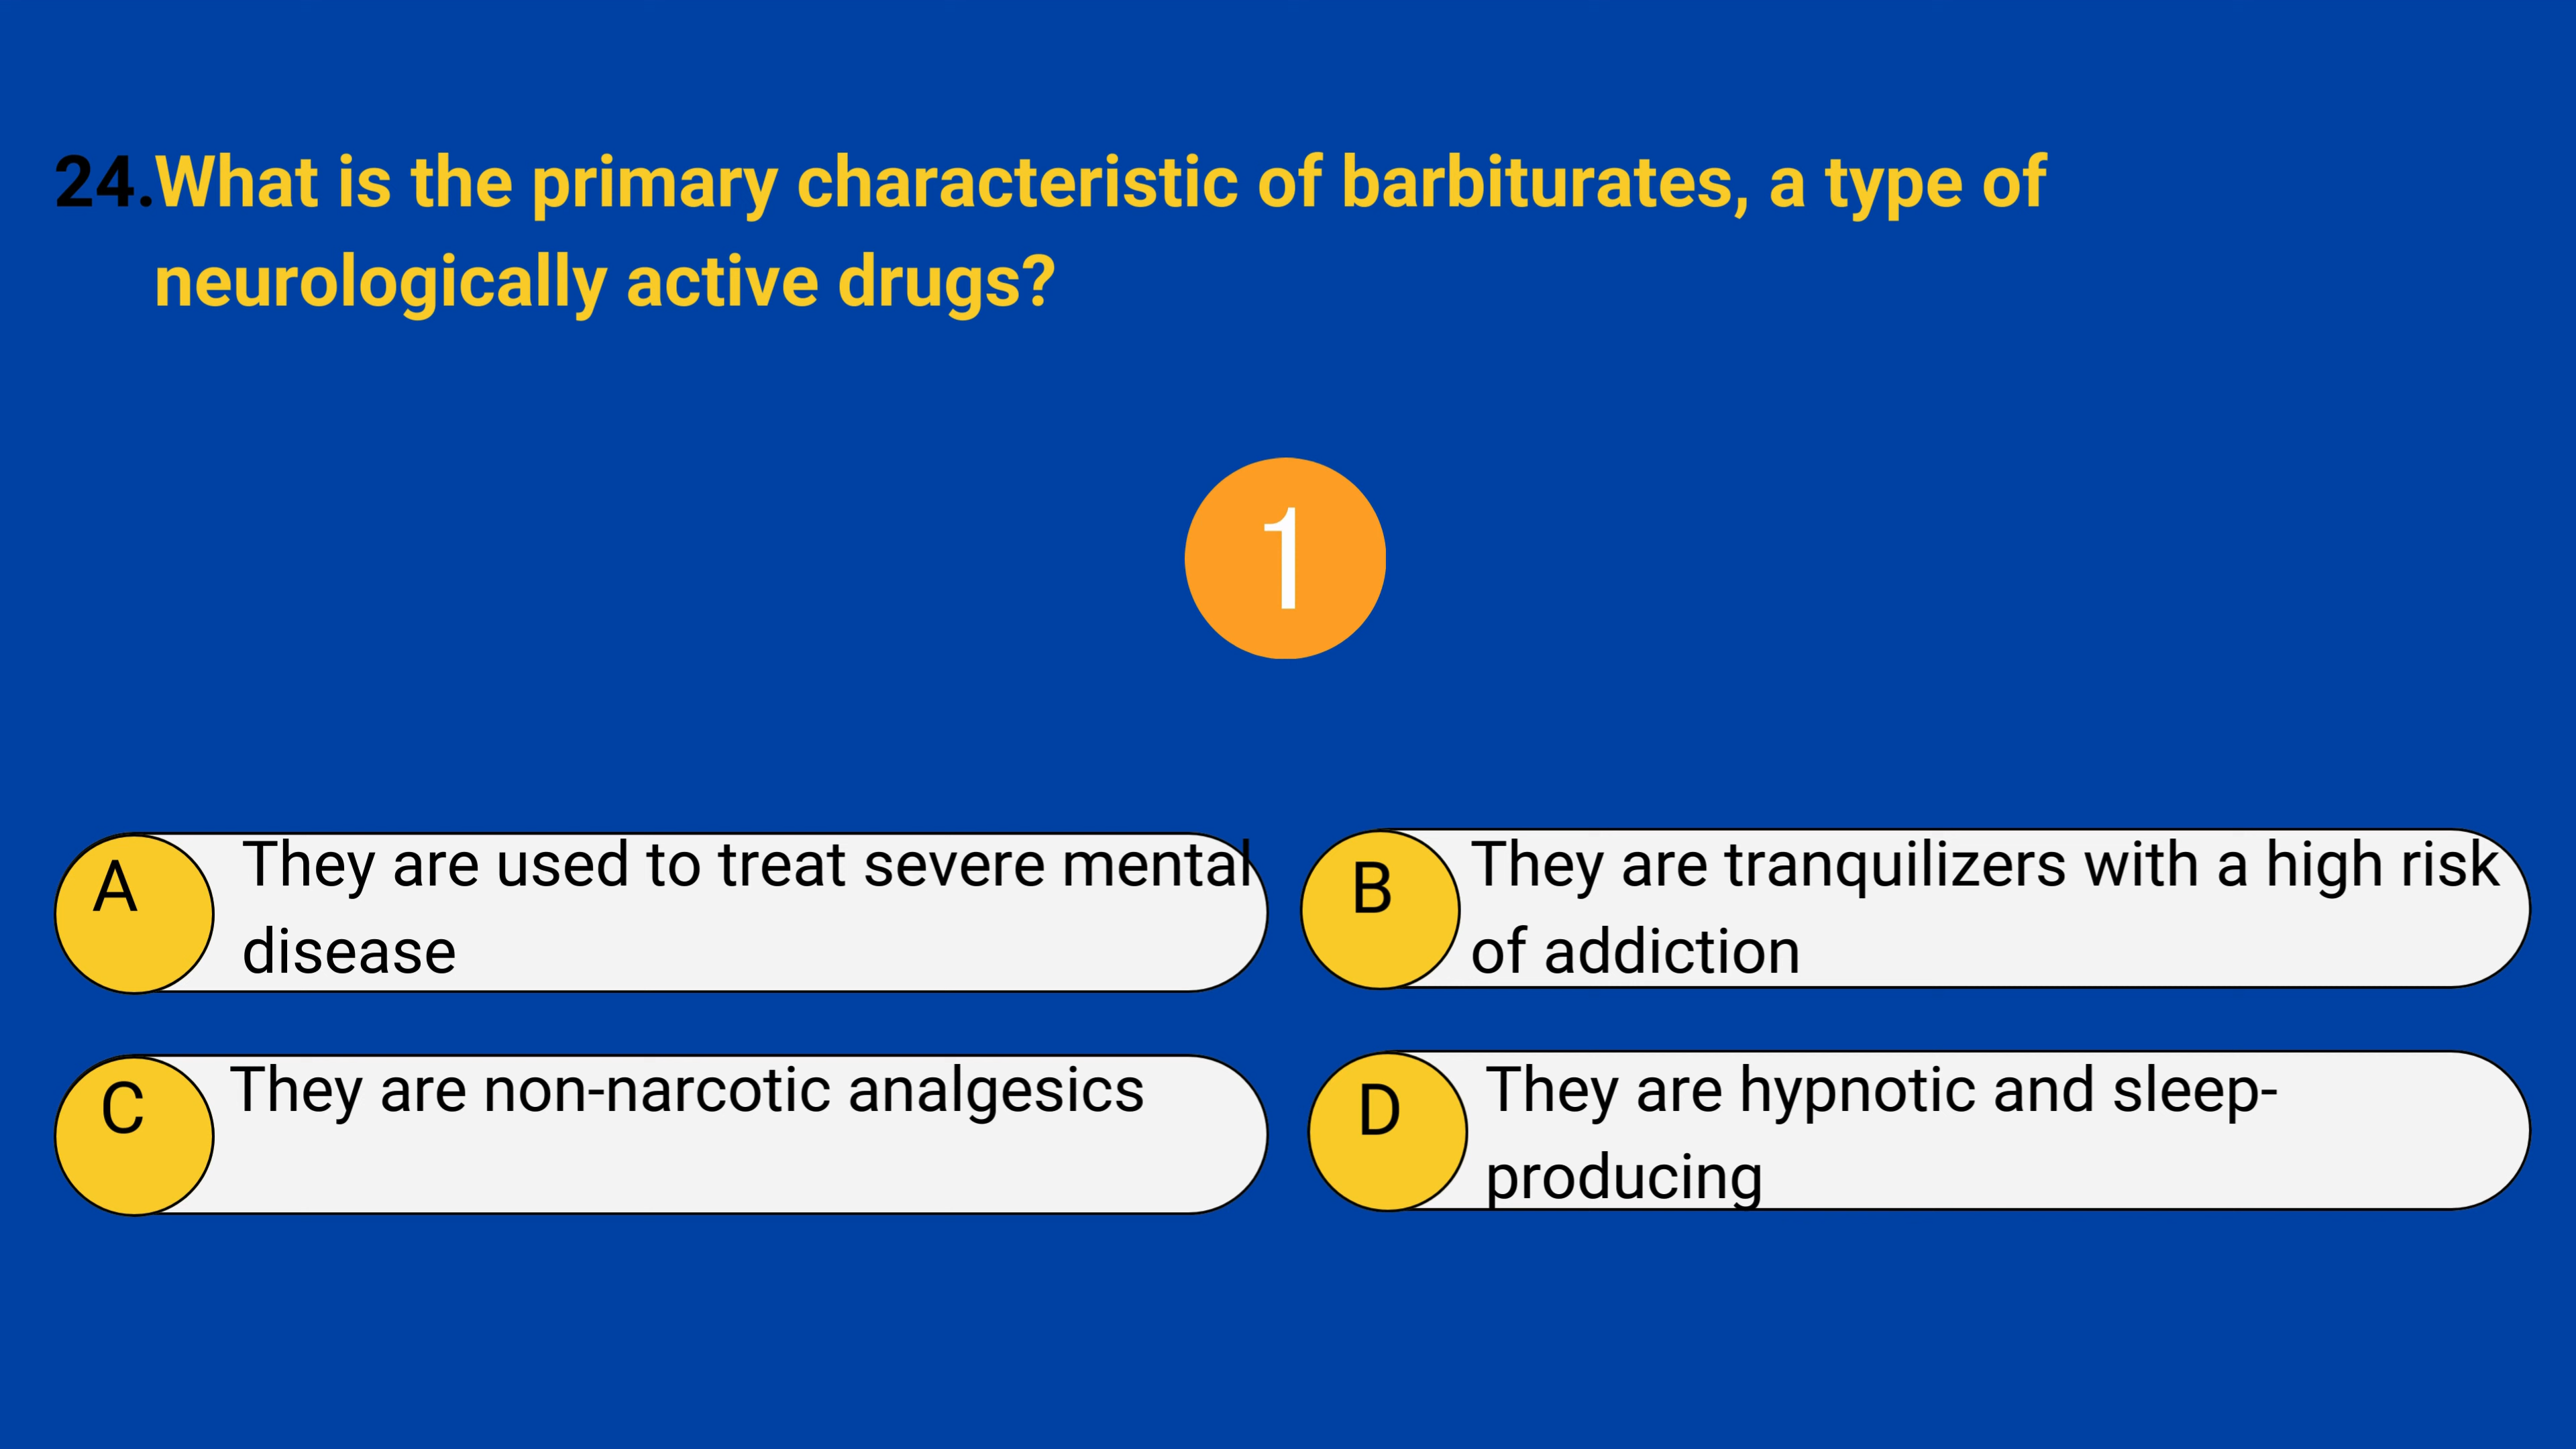 24.What is the primary characteristic of barbiturates, a type of
neurologically active drugs?
1
A
They are used to treat severe mental
disease
B
They are tranquilizers with a high risk
of addiction
C
They are non-narcotic analgesics
D
They are hypnotic and sleep-
producing